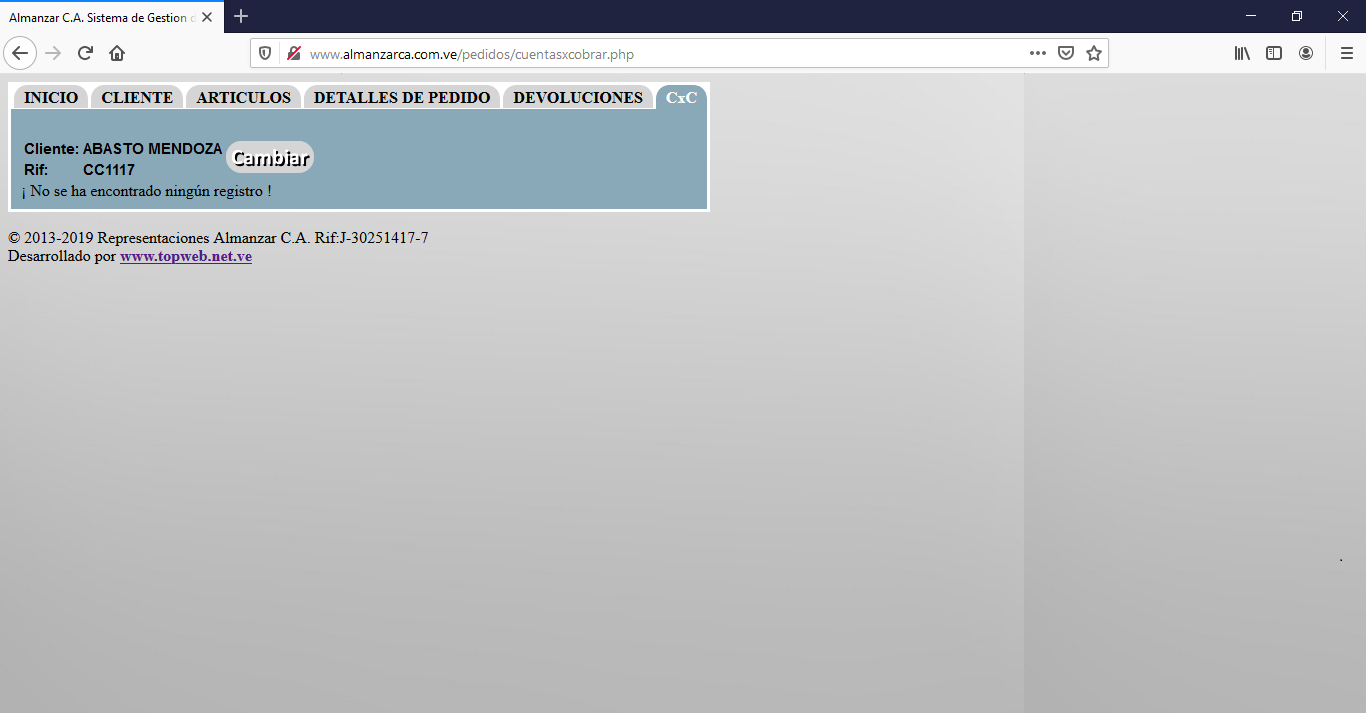 Almanzar C.A. Sistema de Gestion
www.almanzarca.com.ve/pedidos/cuentasxcobrar.php
INICIO CLIENTE ARTICULOS DETALLES DE PEDIDO DEVOLUCIONES CxC
Cliente: ABASTO MENDOZA Cambiar
Rif: CC1117
¡ No se ha encontrado ningún registro !
© 2013-2019 Representaciones Almanzar C.A. Rif:J-30251417-7
Desarrollado por www.topweb.net.ve